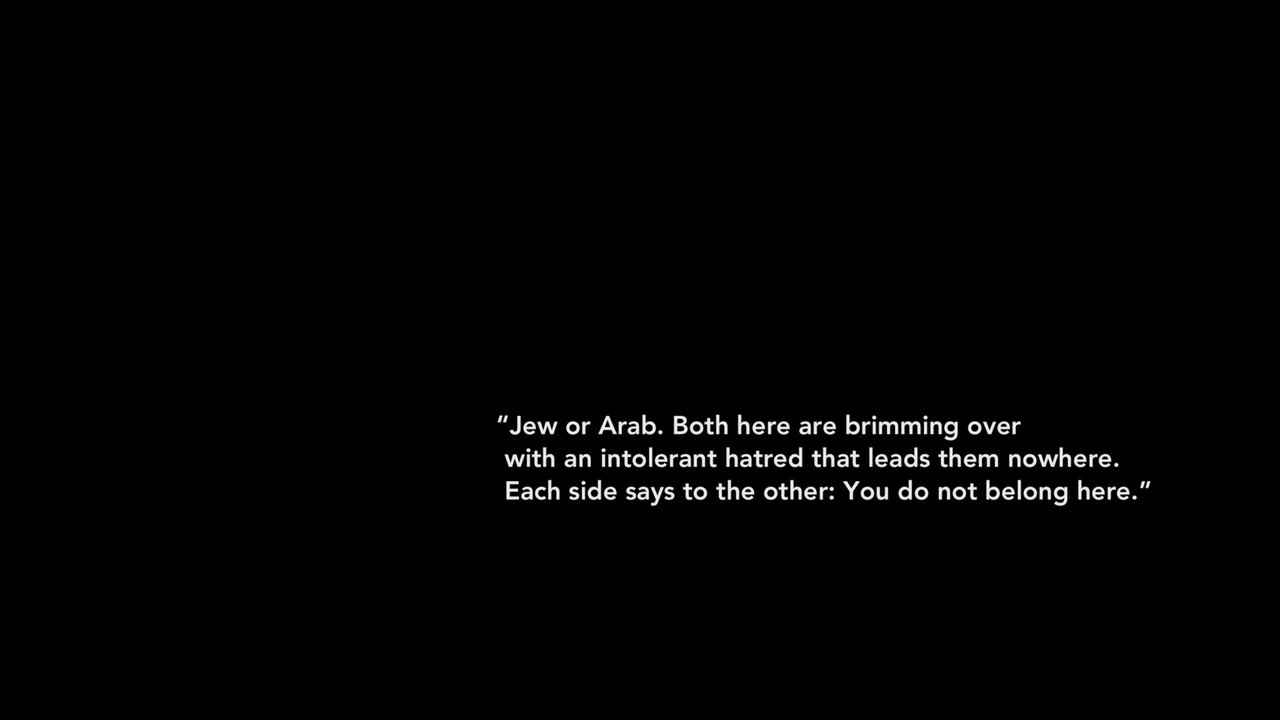 “Jew or Arab. Both here are brimming over
with an intolerant hatred that leads them nowhere.
Each side says to the other: You do not belong here.”